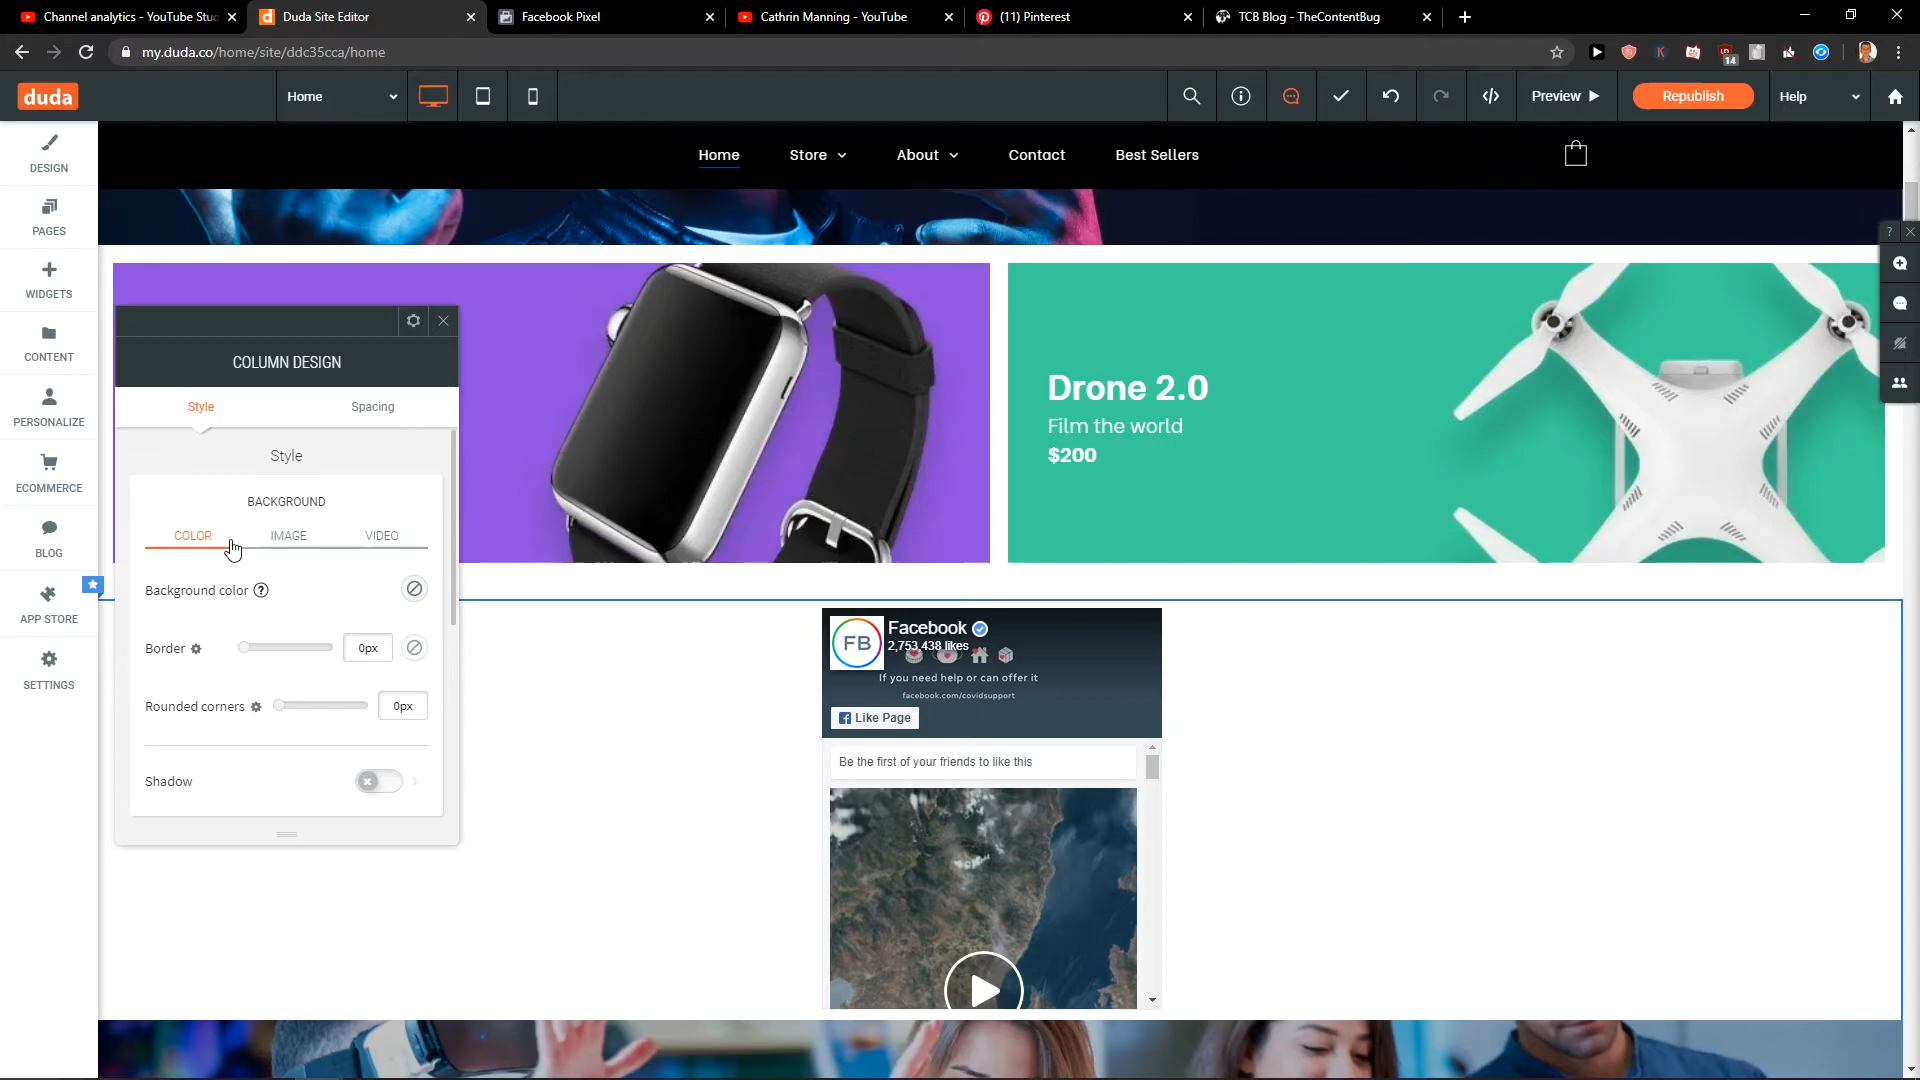 Channel analytics - YouTube Stu
Duda Site Editor
Facebook Pixel
Cathrin Manning - YouTube
(11) Pinterest
TCB Blog - TheContentBug
my.duda.co/home/site/ddc35cca/home
14
duda
Home
Preview
Republish
Help
DESIGN
PAGES
WIDGETS
CONTENT
PERSONALIZE
ECOMMERCE
BLOG
APP STORE
SETTINGS
Home
Store
About
Contact
Best Sellers
COLUMN DESIGN
Style
Spacing
Style
BACKGROUND
COLOR
IMAGE
VIDEO
Background color ?
Border
0px
Rounded corners
0px
Shadow
Drone 2.0
Film the world
$200
?
FB
Facebook
2,753,438 likes
If you need help or can offer it
facebook.com/covidsupport
Like Page
Be the first of your friends to like this